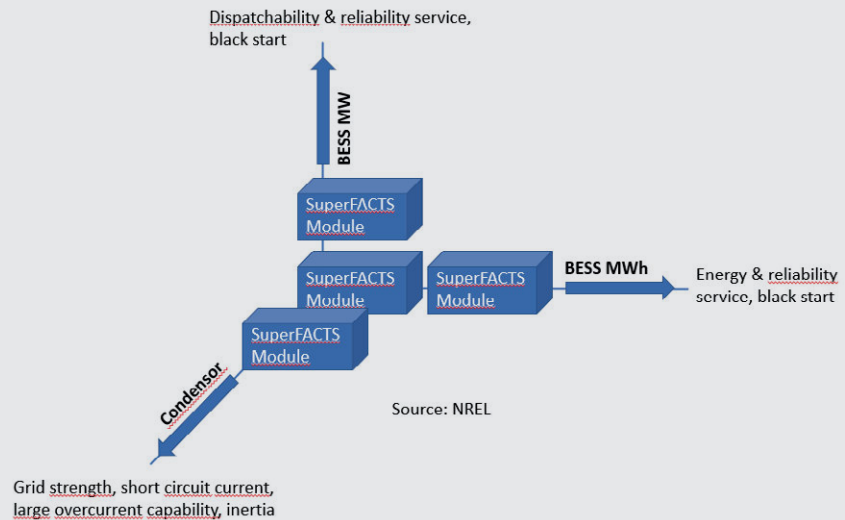 Dispatchability & reliability service,
black start
BESS MW
SuperFACTS
Module
SuperFACTS
Module
SuperFACTS
Module
BESS MWh
Energy & reliability
service, black start
SuperFACTS
Module
Condensor
Source: NREL
Grid strength, short circuit current,
large overcurrent capability, inertia